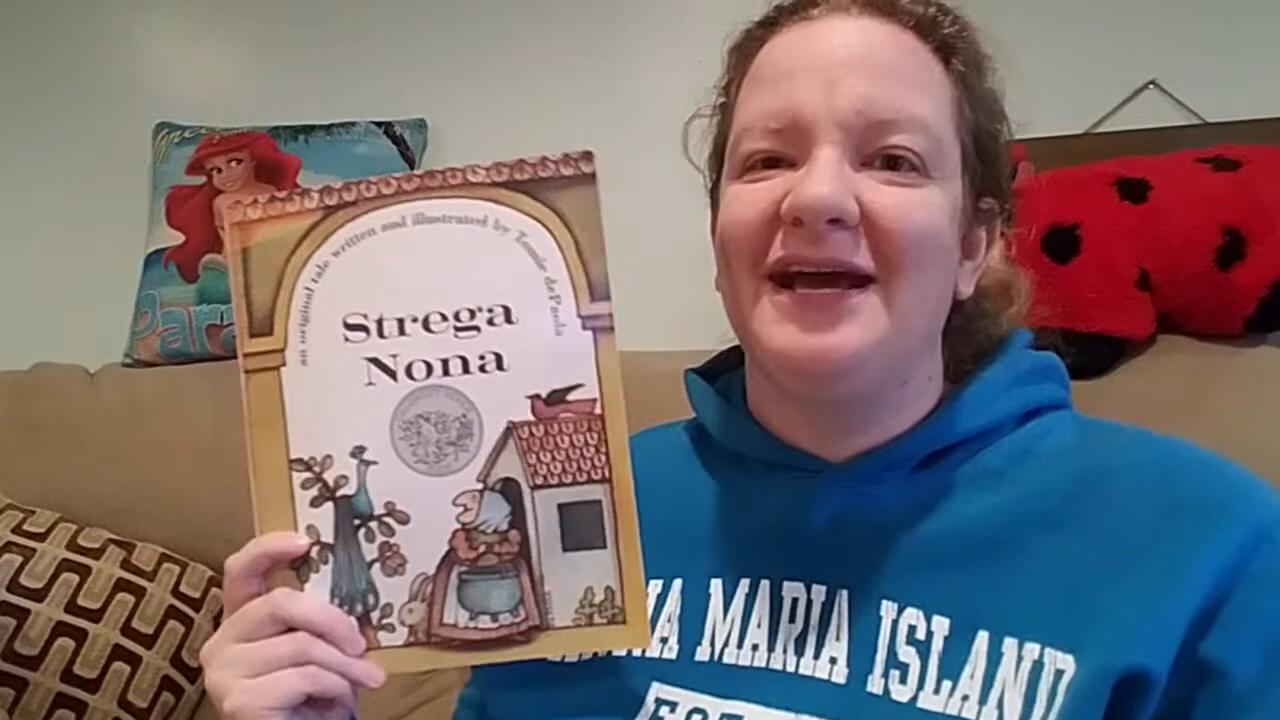 an original tale written and illustrated by Tomie dePaola
Strega
Nona
MARIA ISLAND